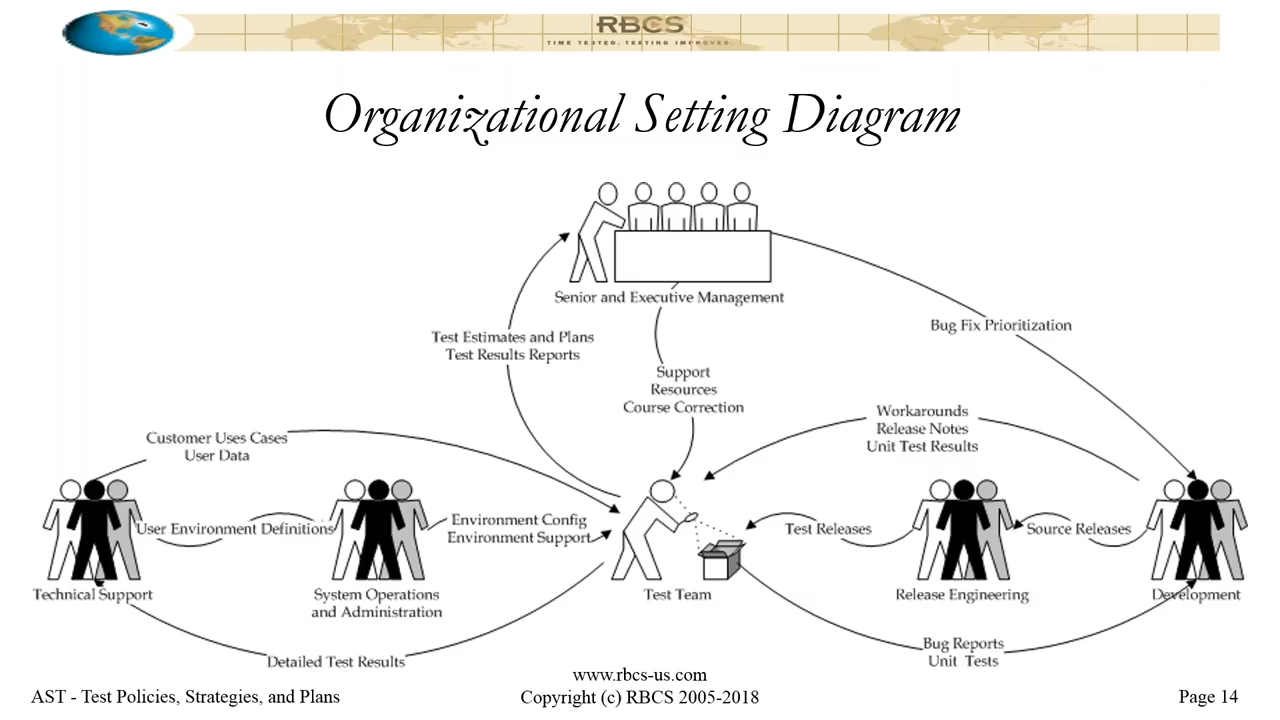 RBCS
TIME TESTED. TESTING IMPROVED.
Organizational Setting Diagram
Senior and Executive Management
Test Estimates and Plans
Test Results Reports
Bug Fix Prioritization
Support
Resources
Course Correction
Workarounds
Release Notes
Unit Test Results
Customer Uses Cases
User Data
User Environment Definitions
Environment Config
Environment Support
Test Releases
Source Releases
Technical Support
System Operations
and Administration
Test Team
Release Engineering
Development
Detailed Test Results
Bug Reports
Unit Tests
www.rbcs-us.com
AST - Test Policies, Strategies, and Plans
Copyright (c) RBCS 2005-2018
Page 14